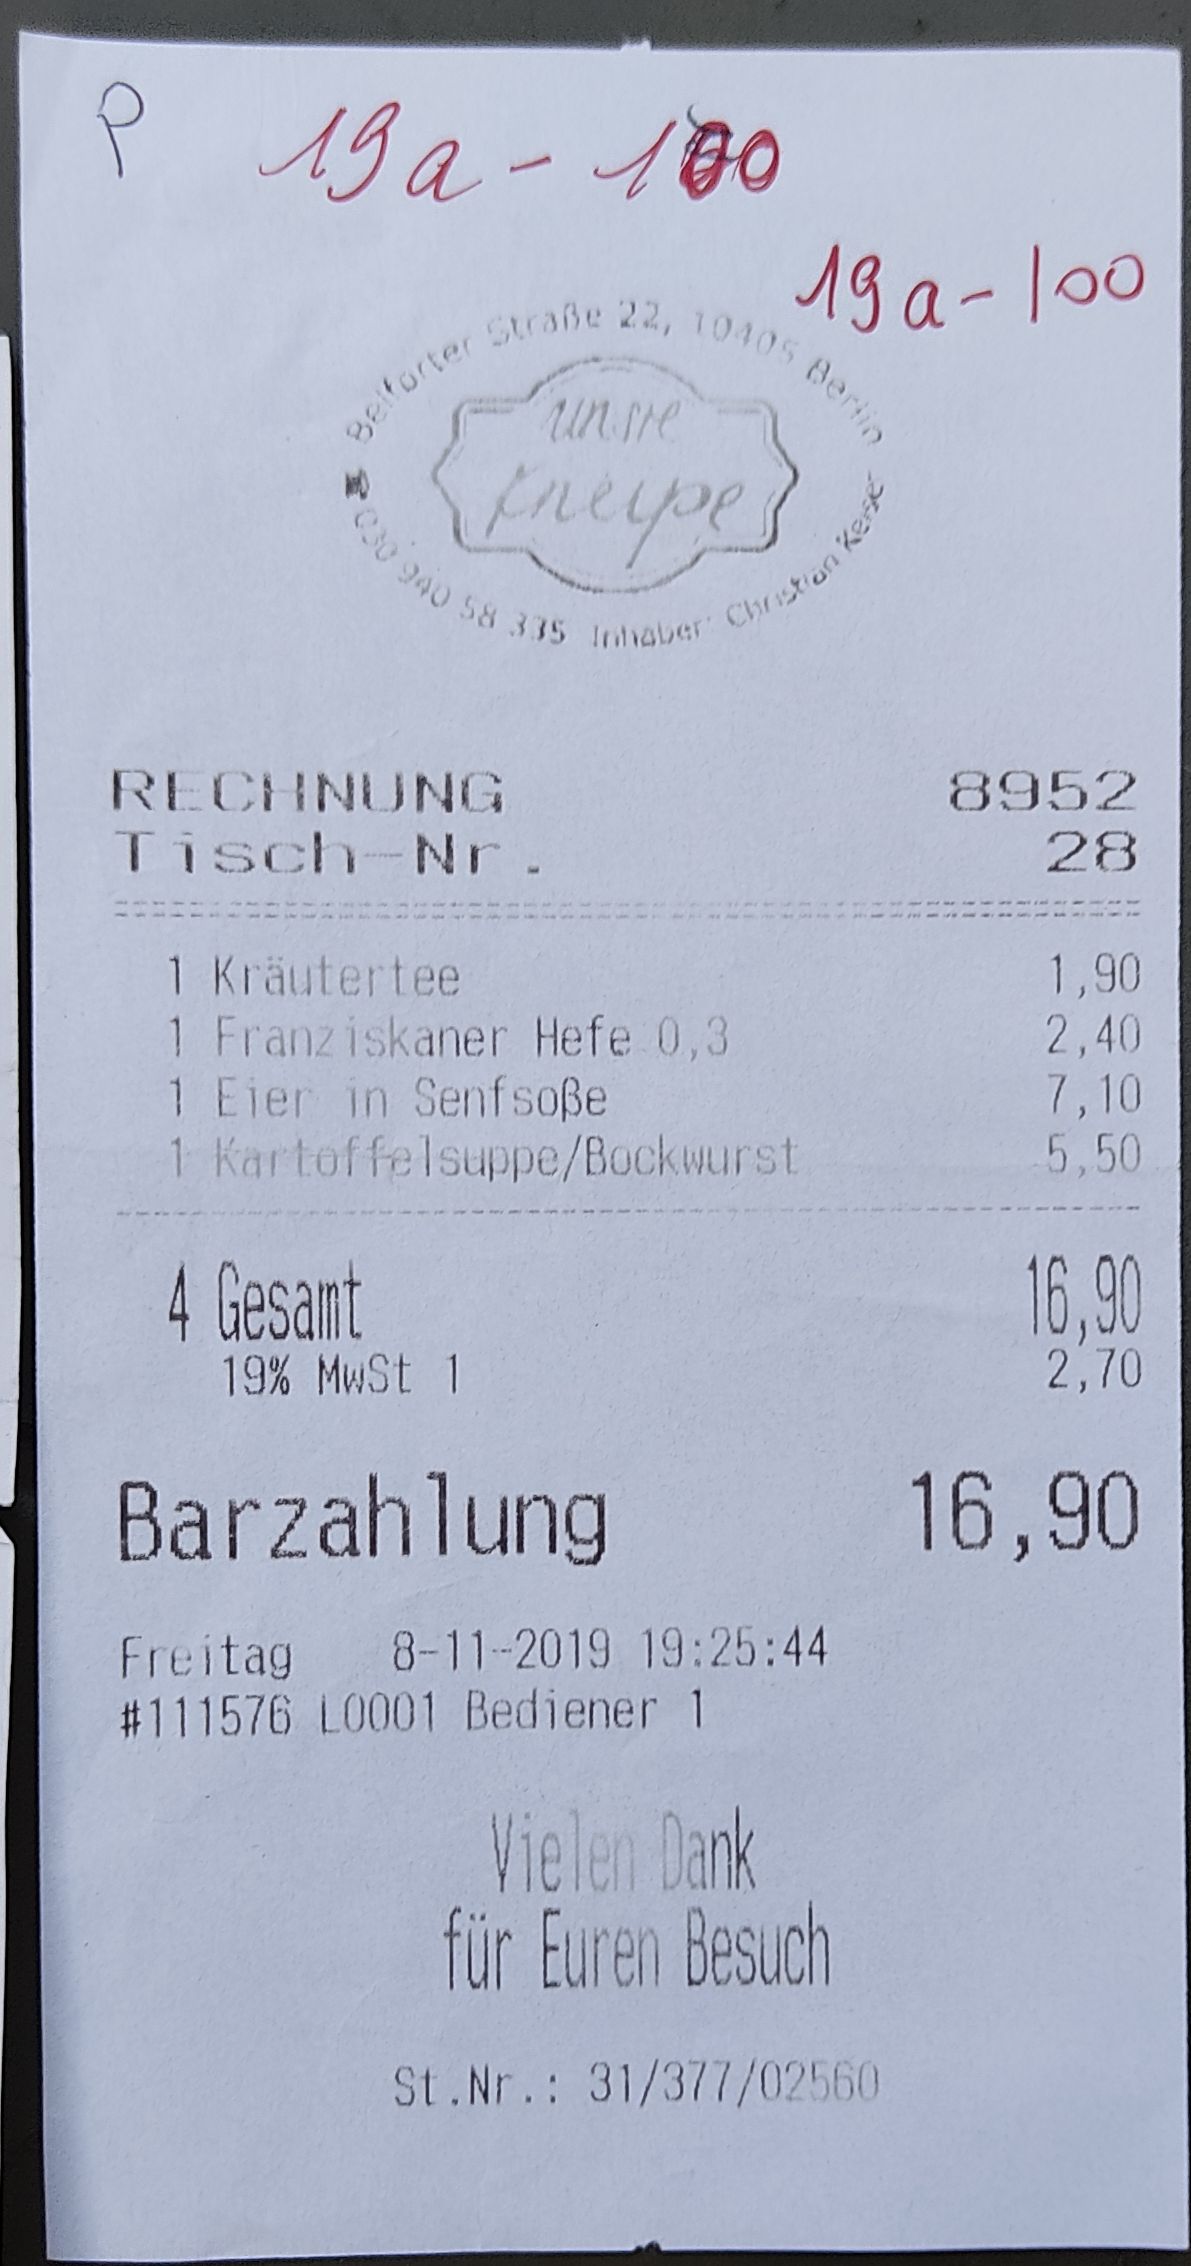 P 19a - 100
19a - 100
Belforter Straße 22, 10405 Berlin
unsre
kneipe
☎ 030 940 58 335 Inhaber: Christian Keiser
RECHNUNG 8952
Tisch-Nr. 28
1 Kräutertee 1,90
1 Franziskaner Hefe 0,3 2,40
1 Eier in Senfsoße 7,10
1 Kartoffelsuppe/Bockwurst 5,50
4 Gesamt 16,90
19% MwSt 1 2,70
Barzahlung 16,90
Freitag 8-11-2019 19:25:44
#111576 L0001 Bediener 1
Vielen Dank
für Euren Besuch
St.Nr.: 31/377/02560